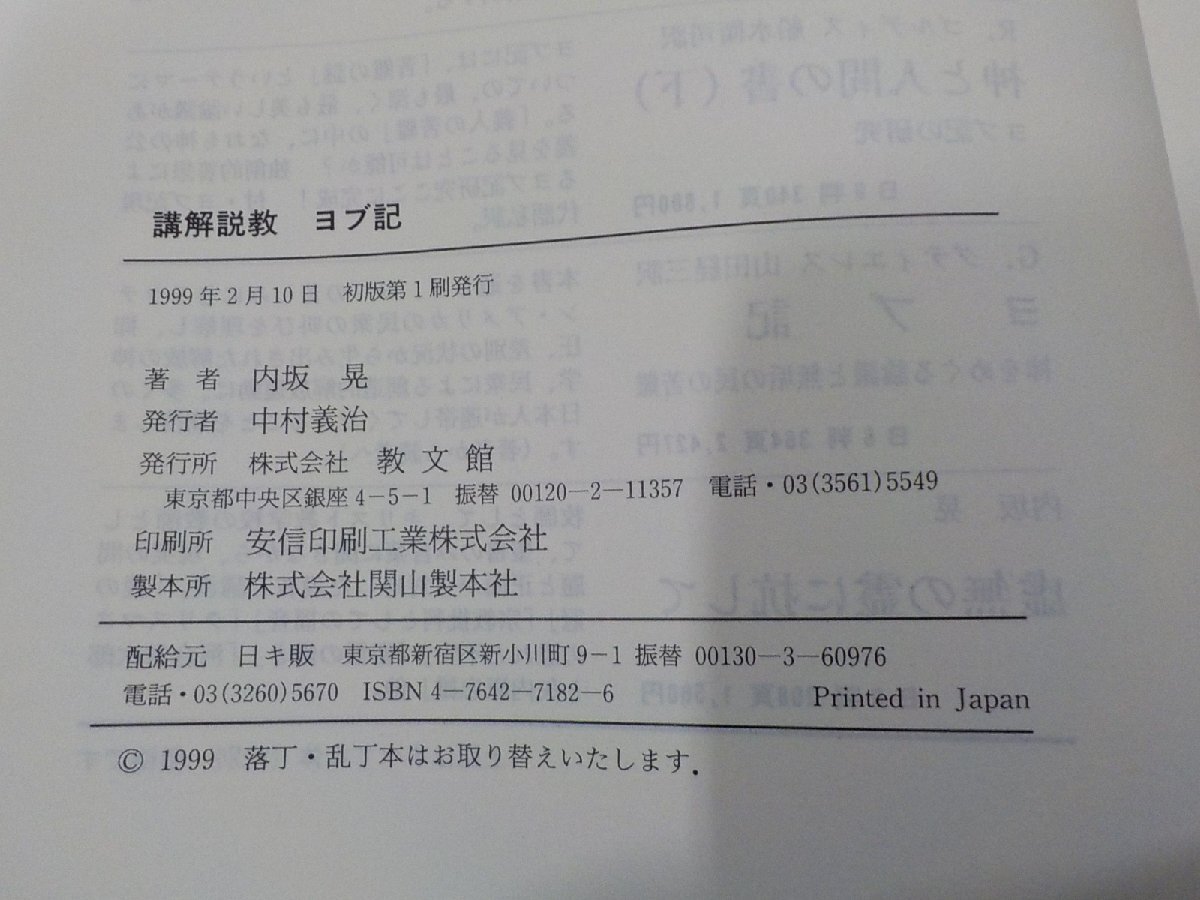 講解説教 ヨブ記
1999年2月10日 初版第1刷発行
著 者 内坂 晃
発行者 中村義治
発行所 株式会社 教文館
東京都中央区銀座4-5-1 振替 00120-2-11357 電話・03(3561)5549
印刷所 安信印刷工業株式会社
製本所 株式会社関山製本社
配給元 日キ販 東京都新宿区新小川町9-1 振替 00130-3-60976
電話・03(3260)5670 ISBN4-7642-7182-6 Printed in Japan
© 1999 落丁・乱丁本はお取り替えいたします.